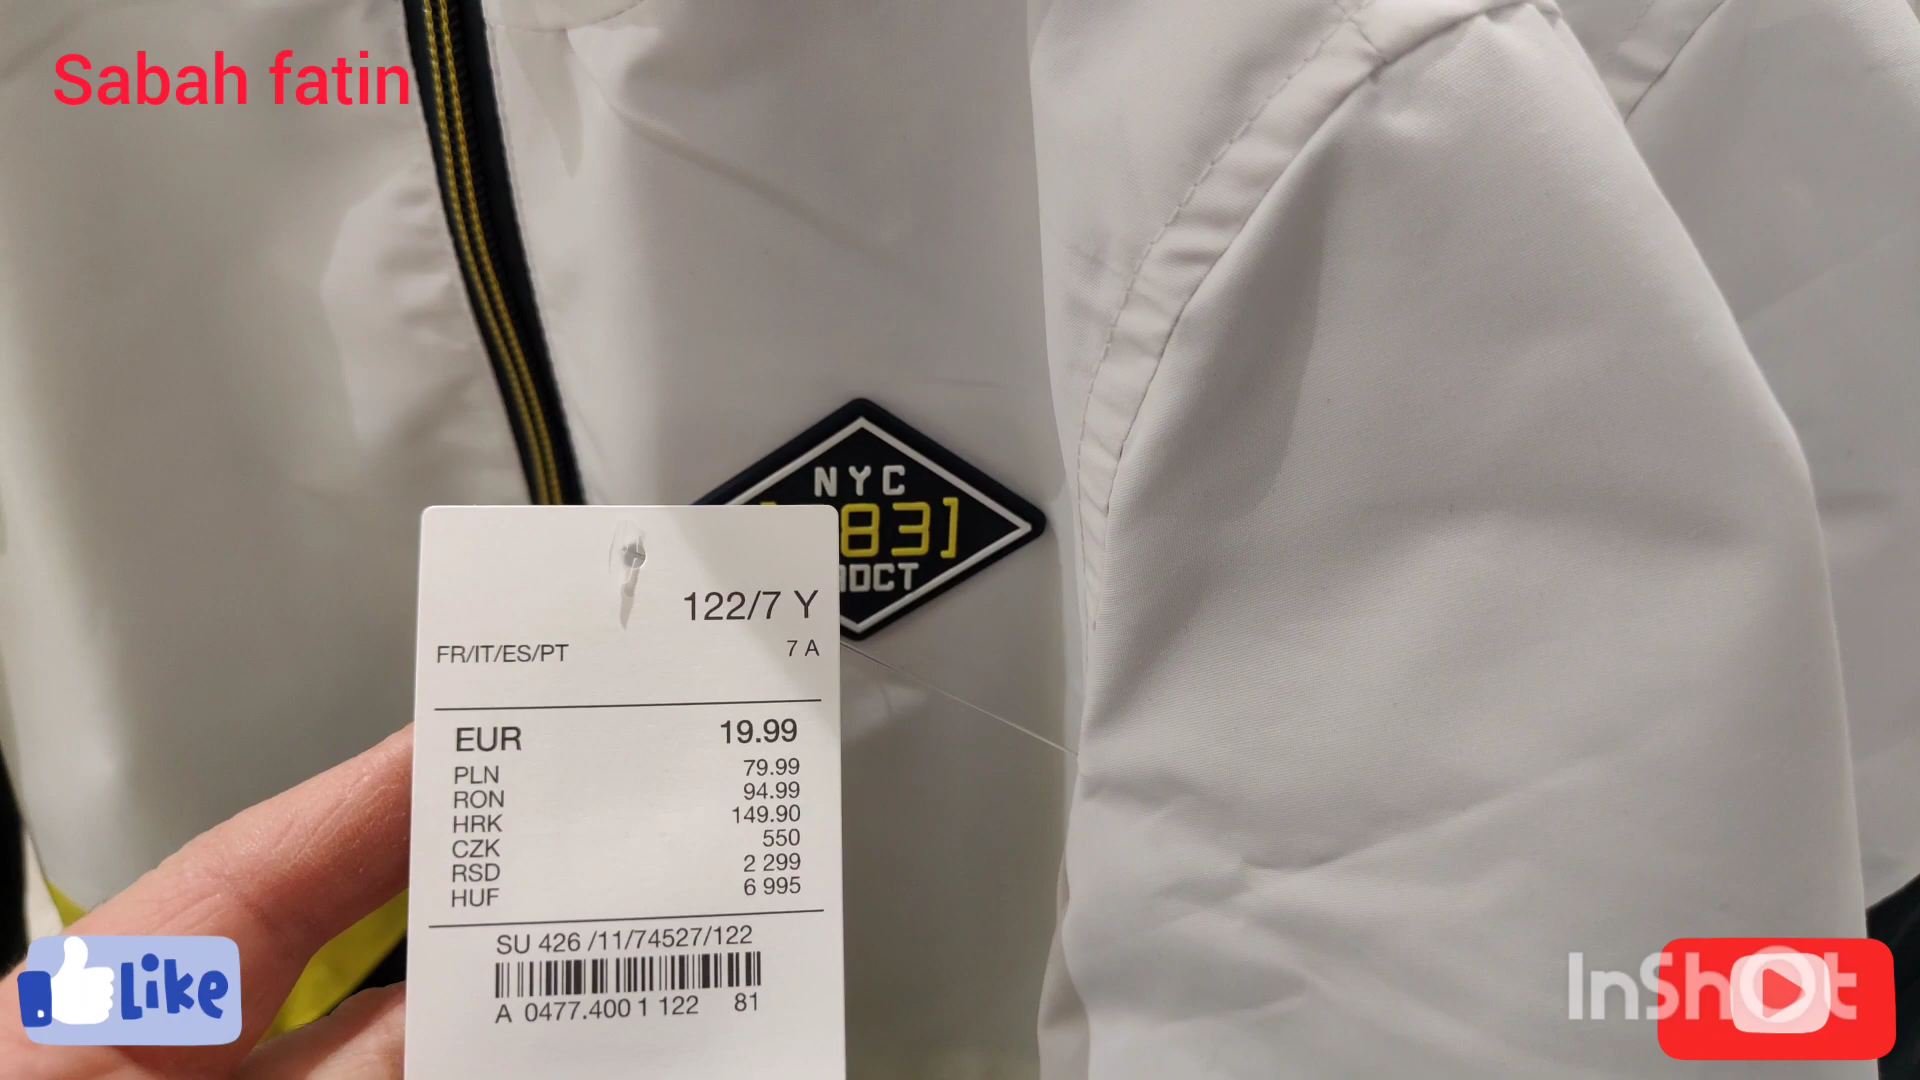 Sabah fatin
NYC
83]
DCT
122/7 Y
FR/IT/ES/PT 7 A
EUR 19.99
PLN 79.99
RON 94.99
HRK 149.90
CZK 550
RSD 2 299
HUF 6 995
SU 426 /11/74527/122
A 0477.400 1 122 81
Like
InShOt